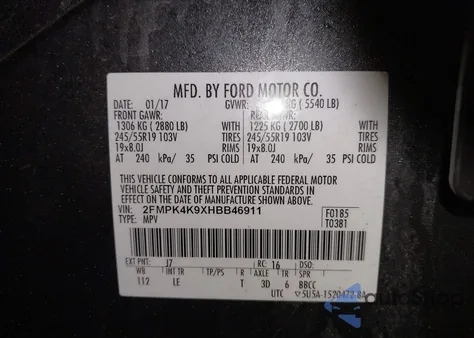 MFD. BY FORD MOTOR CO.
DATE: 01/17 GVWR: KG ( 5540 LB)
FRONT GAWR: REAR GAWR:
1306 KG ( 2880 LB) WITH 1225 KG ( 2700 LB) WITH
245/55R19 103V TIRES 245/55R19 103V TIRES
19x8.0J RIMS 19x8.0J RIMS
AT 240 kPa/ 35 PSI COLD AT 240 kPa/ 35 PSI COLD
THIS VEHICLE CONFORMS TO ALL APPLICABLE FEDERAL MOTOR
VEHICLE SAFETY AND THEFT PREVENTION STANDARDS IN
EFFECT ON THE DATE OF MANUFACTURE SHOWN ABOVE.
VIN: 2FMPK4K9XHBB46911 F0185
TYPE: MPV T0381
EXT PNT: J7 RC: 16 DSO:
WB INT TR TP/PS R AXLE TR SPR
112 LE T 3D 6 BBCC
UTC